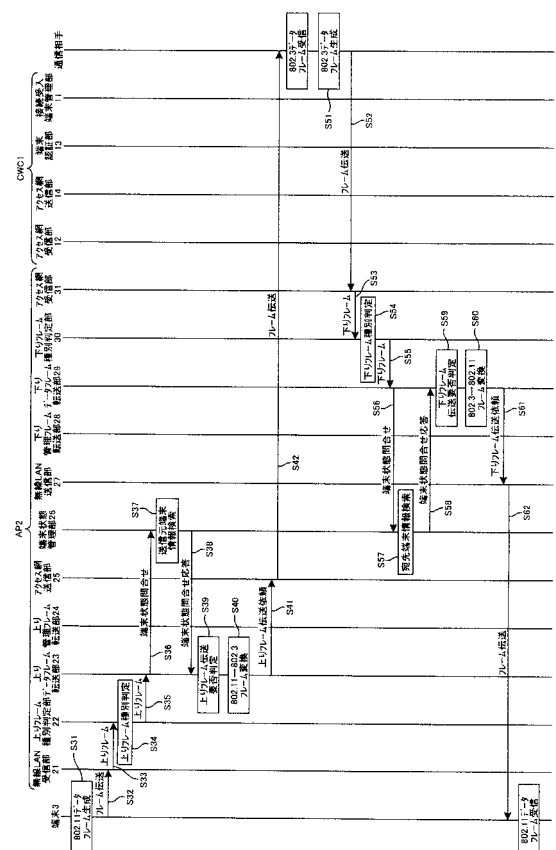 端末3
AP2
無線LAN
受信部
21
上りフレーム
種別判定部
22
上り
データフレーム
転送部23
上り
管理フレーム
転送部24
アクセス網
送信部
25
端末状態
管理部26
無線LAN
送信部
27
下り
管理フレーム
転送部28
下り
データフレーム
転送部29
下りフレーム
種別判定部
30
アクセス網
受信部
31
CWC1
アクセス網
受信部
12
アクセス網
送信部
14
端末
認証部
13
接続受入
端末管理部
11
通信相手
802.11データ
フレーム生成
S31
フレーム伝送
S32
上りフレーム
S33
上りフレーム種別判定
S34
上りフレーム
S35
端末状態問合せ
S36
送信元端末
情報検索
S37
端末状態問合せ応答
S38
上りフレーム伝送
要否判定
S39
802.11→802.3
フレーム変換
S40
上りフレーム伝送依頼
S41
フレーム伝送
S42
802.3データ
フレーム受信
802.3データ
フレーム生成
S51
フレーム伝送
S52
下りフレーム
S53
下りフレーム種別判定
S54
下りフレーム
S55
端末状態問合せ
S56
宛先端末情報検索
S57
端末状態問合せ応答
S58
下りフレーム
伝送要否判定
S59
802.3→802.11
フレーム変換
S60
下りフレーム伝送依頼
S61
フレーム伝送
S62
802.11データ
フレーム受信